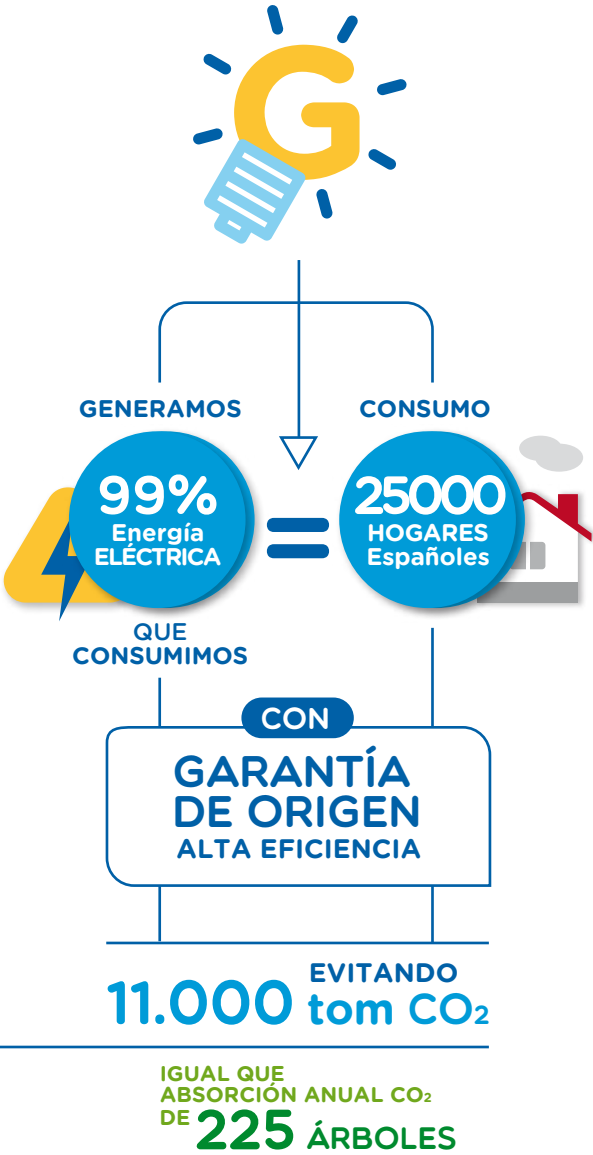 G
GENERAMOS
99%
Energía
ELÉCTRICA
QUE
CONSUMIMOS
=
CONSUMO
25000
HOGARES
Españoles
CON
GARANTÍA
DE ORIGEN
ALTA EFICIENCIA
EVITANDO
11.000 tom CO₂
IGUAL QUE
ABSORCIÓN ANUAL CO₂
DE 225 ÁRBOLES